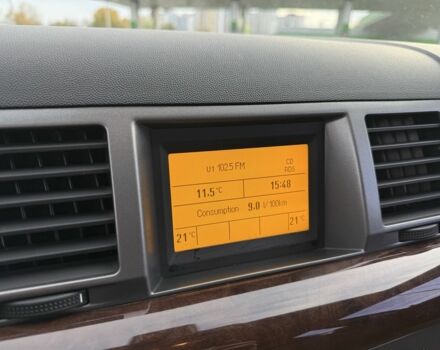 U1 102.5 FM CD
RDS
11.5°C 15:48
Consumption 9.0 l/100km
21°C 21°C